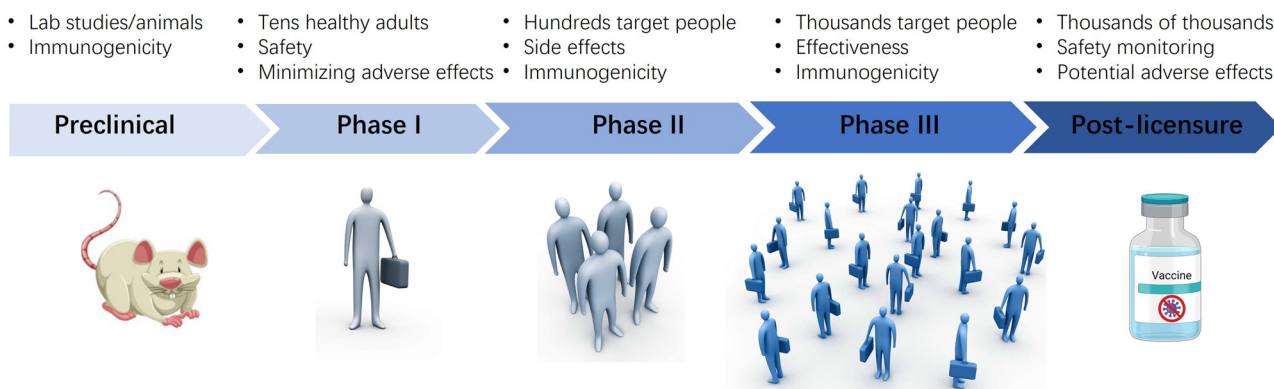 • Lab studies/animals
• Immunogenicity
• Tens healthy adults
• Safety
• Minimizing adverse effects
• Hundreds target people
• Side effects
• Immunogenicity
• Thousands target people
• Effectiveness
• Immunogenicity
• Thousands of thousands
• Safety monitoring
• Potential adverse effects
Preclinical
Phase I
Phase II
Phase III
Post-licensure
Vaccine